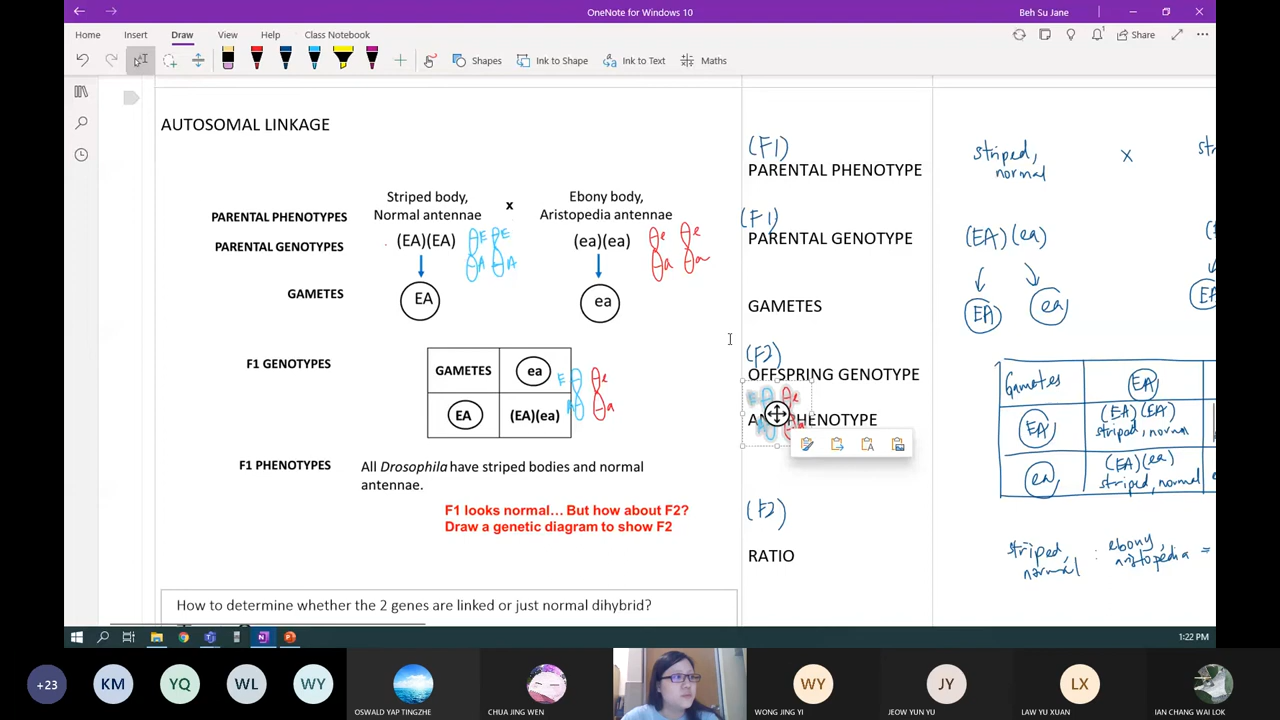 OneNote for Windows 10
Beh Su Jane
Home Insert Draw View Help Class Notebook
Share
Shapes Ink to Shape Ink to Text Maths
AUTOSOMAL LINKAGE
Striped body,
Normal antennae
x
Ebony body,
Aristopedia antennae
PARENTAL PHENOTYPES
PARENTAL GENOTYPES
(EA)(EA)
E E
A A
(ea)(ea)
e e
a a
GAMETES
EA
ea
F1 GENOTYPES
GAMETES ea
EA (EA)(ea)
E e
A a
F1 PHENOTYPES
All Drosophila have striped bodies and normal
antennae.
F1 looks normal... But how about F2?
Draw a genetic diagram to show F2
How to determine whether the 2 genes are linked or just normal dihybrid?
(F1)
PARENTAL PHENOTYPE
striped,
normal
x
(F1)
PARENTAL GENOTYPE
(EA)(ea)
GAMETES
EA
ea
EA
(F2)
OFFSPRING GENOTYPE
E e
PHENOTYPE
Gametes EA
EA (EA)(EA)
striped, normal
ea (EA)(ea)
striped, normal
(F2)
RATIO
striped,
normal
:
ebony,
aristopedia
=
1:22 PM
+23
KM
YQ
WL
WY
OSWALD YAP TINGZHE
CHUA JING WEN
WY
WONG JING YI
JY
JEOW YUN YU
LX
LAW YU XUAN
IAN CHANG WAI LOK